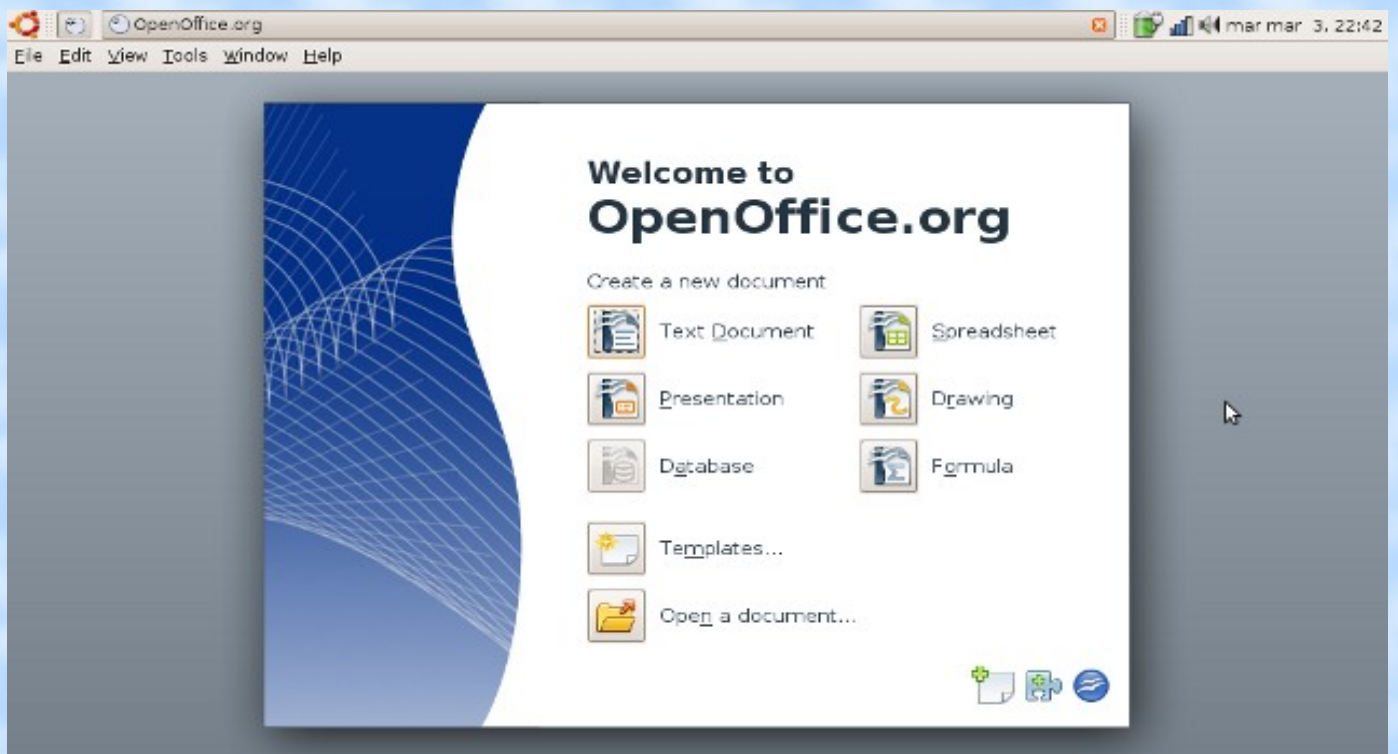 OpenOffice.org
mar mar 3, 22:42
File Edit View Tools Window Help
Welcome to
OpenOffice.org
Create a new document
Text Document Spreadsheet
Presentation Drawing
Database Formula
Templates...
Open a document...